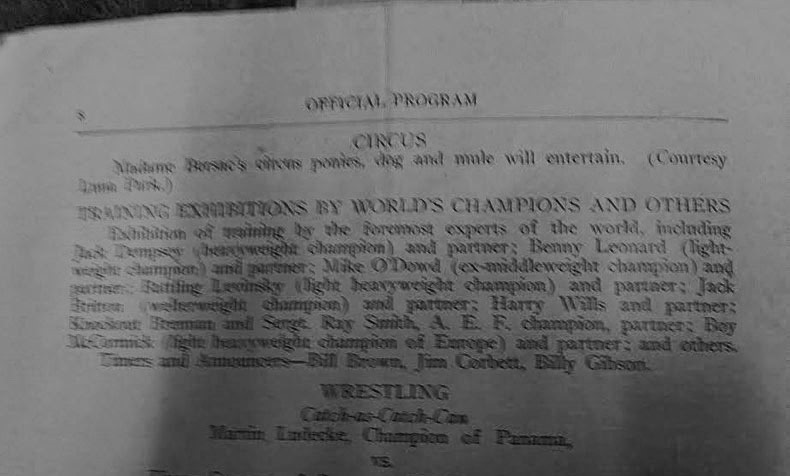 8
OFFICIAL PROGRAM
CIRCUS
Madame Bersac's circus ponies, dog and mule will entertain. (Courtesy
Luna Park.)
TRAINING EXHIBITIONS BY WORLD'S CHAMPIONS AND OTHERS
Exhibition of training by the foremost experts of the world, including
Jack Dempsey (heavyweight champion) and partner; Benny Leonard (light-
weight champion) and partner; Mike O'Dowd (ex-middleweight champion) and
partner; Battling Levinsky (light heavyweight champion) and partner; Jack
Britton (welterweight champion) and partner; Harry Wills and partner;
Knockout and Sergt. Ray Smith, A. E. F. champion, partner; Boy
McCormick (light heavyweight champion of Europe) and partner; and others.
Timers and Announcers—Bill Brown, Jim Corbett, Billy Gibson.
WRESTLING
Catch-as-Catch-Can
Martin Ludecke, Champion of Panama,
vs.